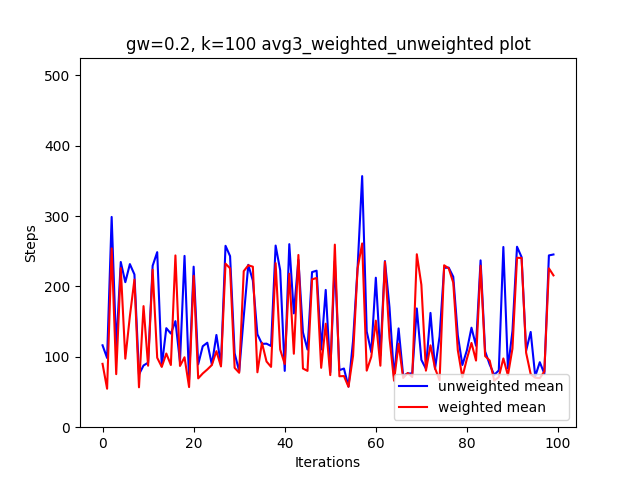 gw=0.2, k=100 avg3_weighted_unweighted plot
500
400
300
200
100
0
Steps
0 20 40 60 80 100
Iterations
unweighted mean
weighted mean